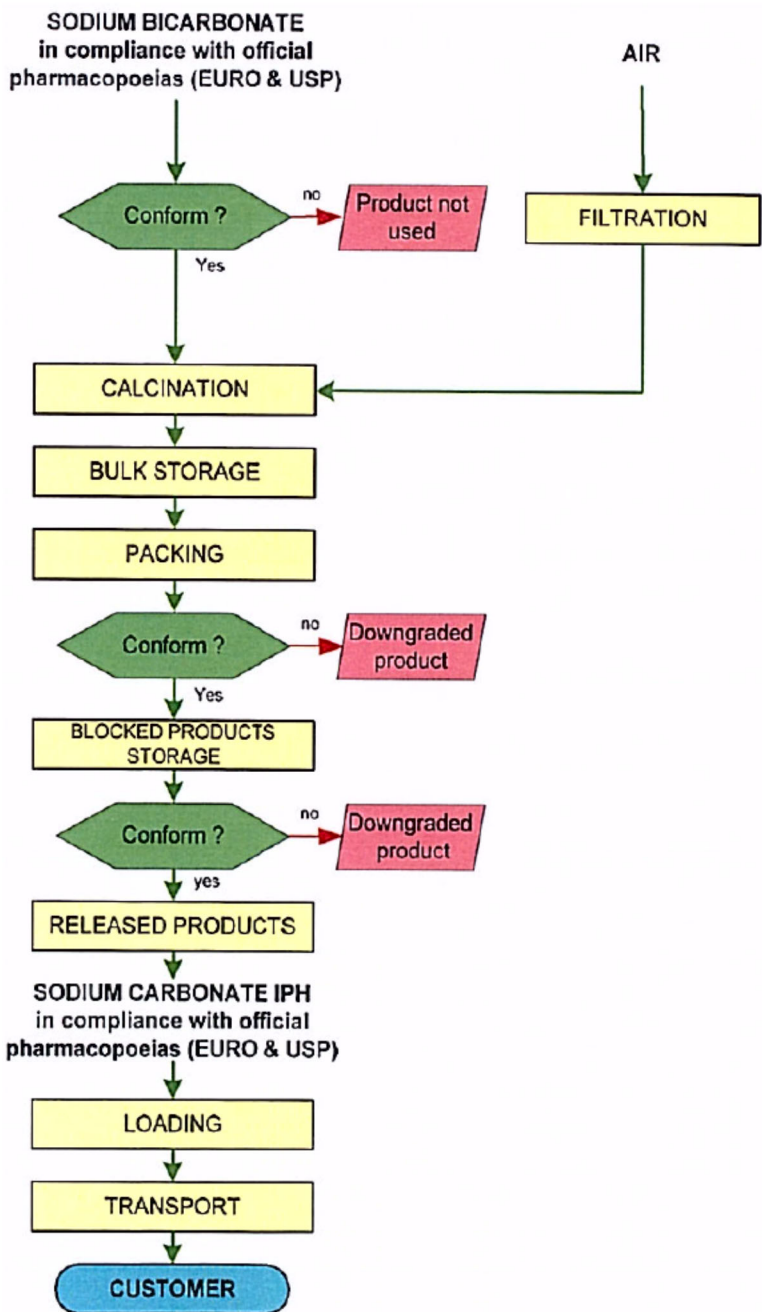 SODIUM BICARBONATE
in compliance with official
pharmacopoeias (EURO & USP)
AIR
Conform ?
no
Product not
used
FILTRATION
Yes
CALCINATION
BULK STORAGE
PACKING
Conform ?
no
Downgraded
product
Yes
BLOCKED PRODUCTS
STORAGE
Conform ?
no
Downgraded
product
yes
RELEASED PRODUCTS
SODIUM CARBONATE IPH
in compliance with official
pharmacopoeias (EURO & USP)
LOADING
TRANSPORT
CUSTOMER